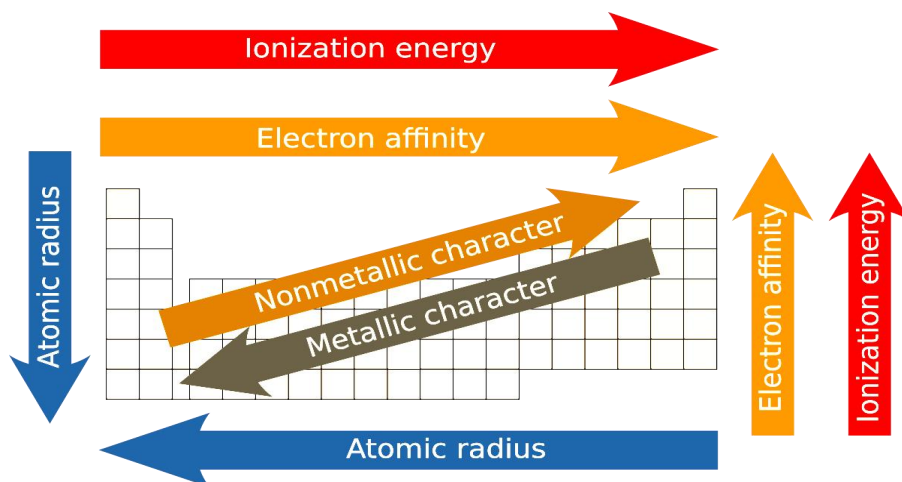 Ionization energy
Electron affinity
Atomic radius
Nonmetallic character
Metallic character
Electron affinity
Ionization energy
Atomic radius